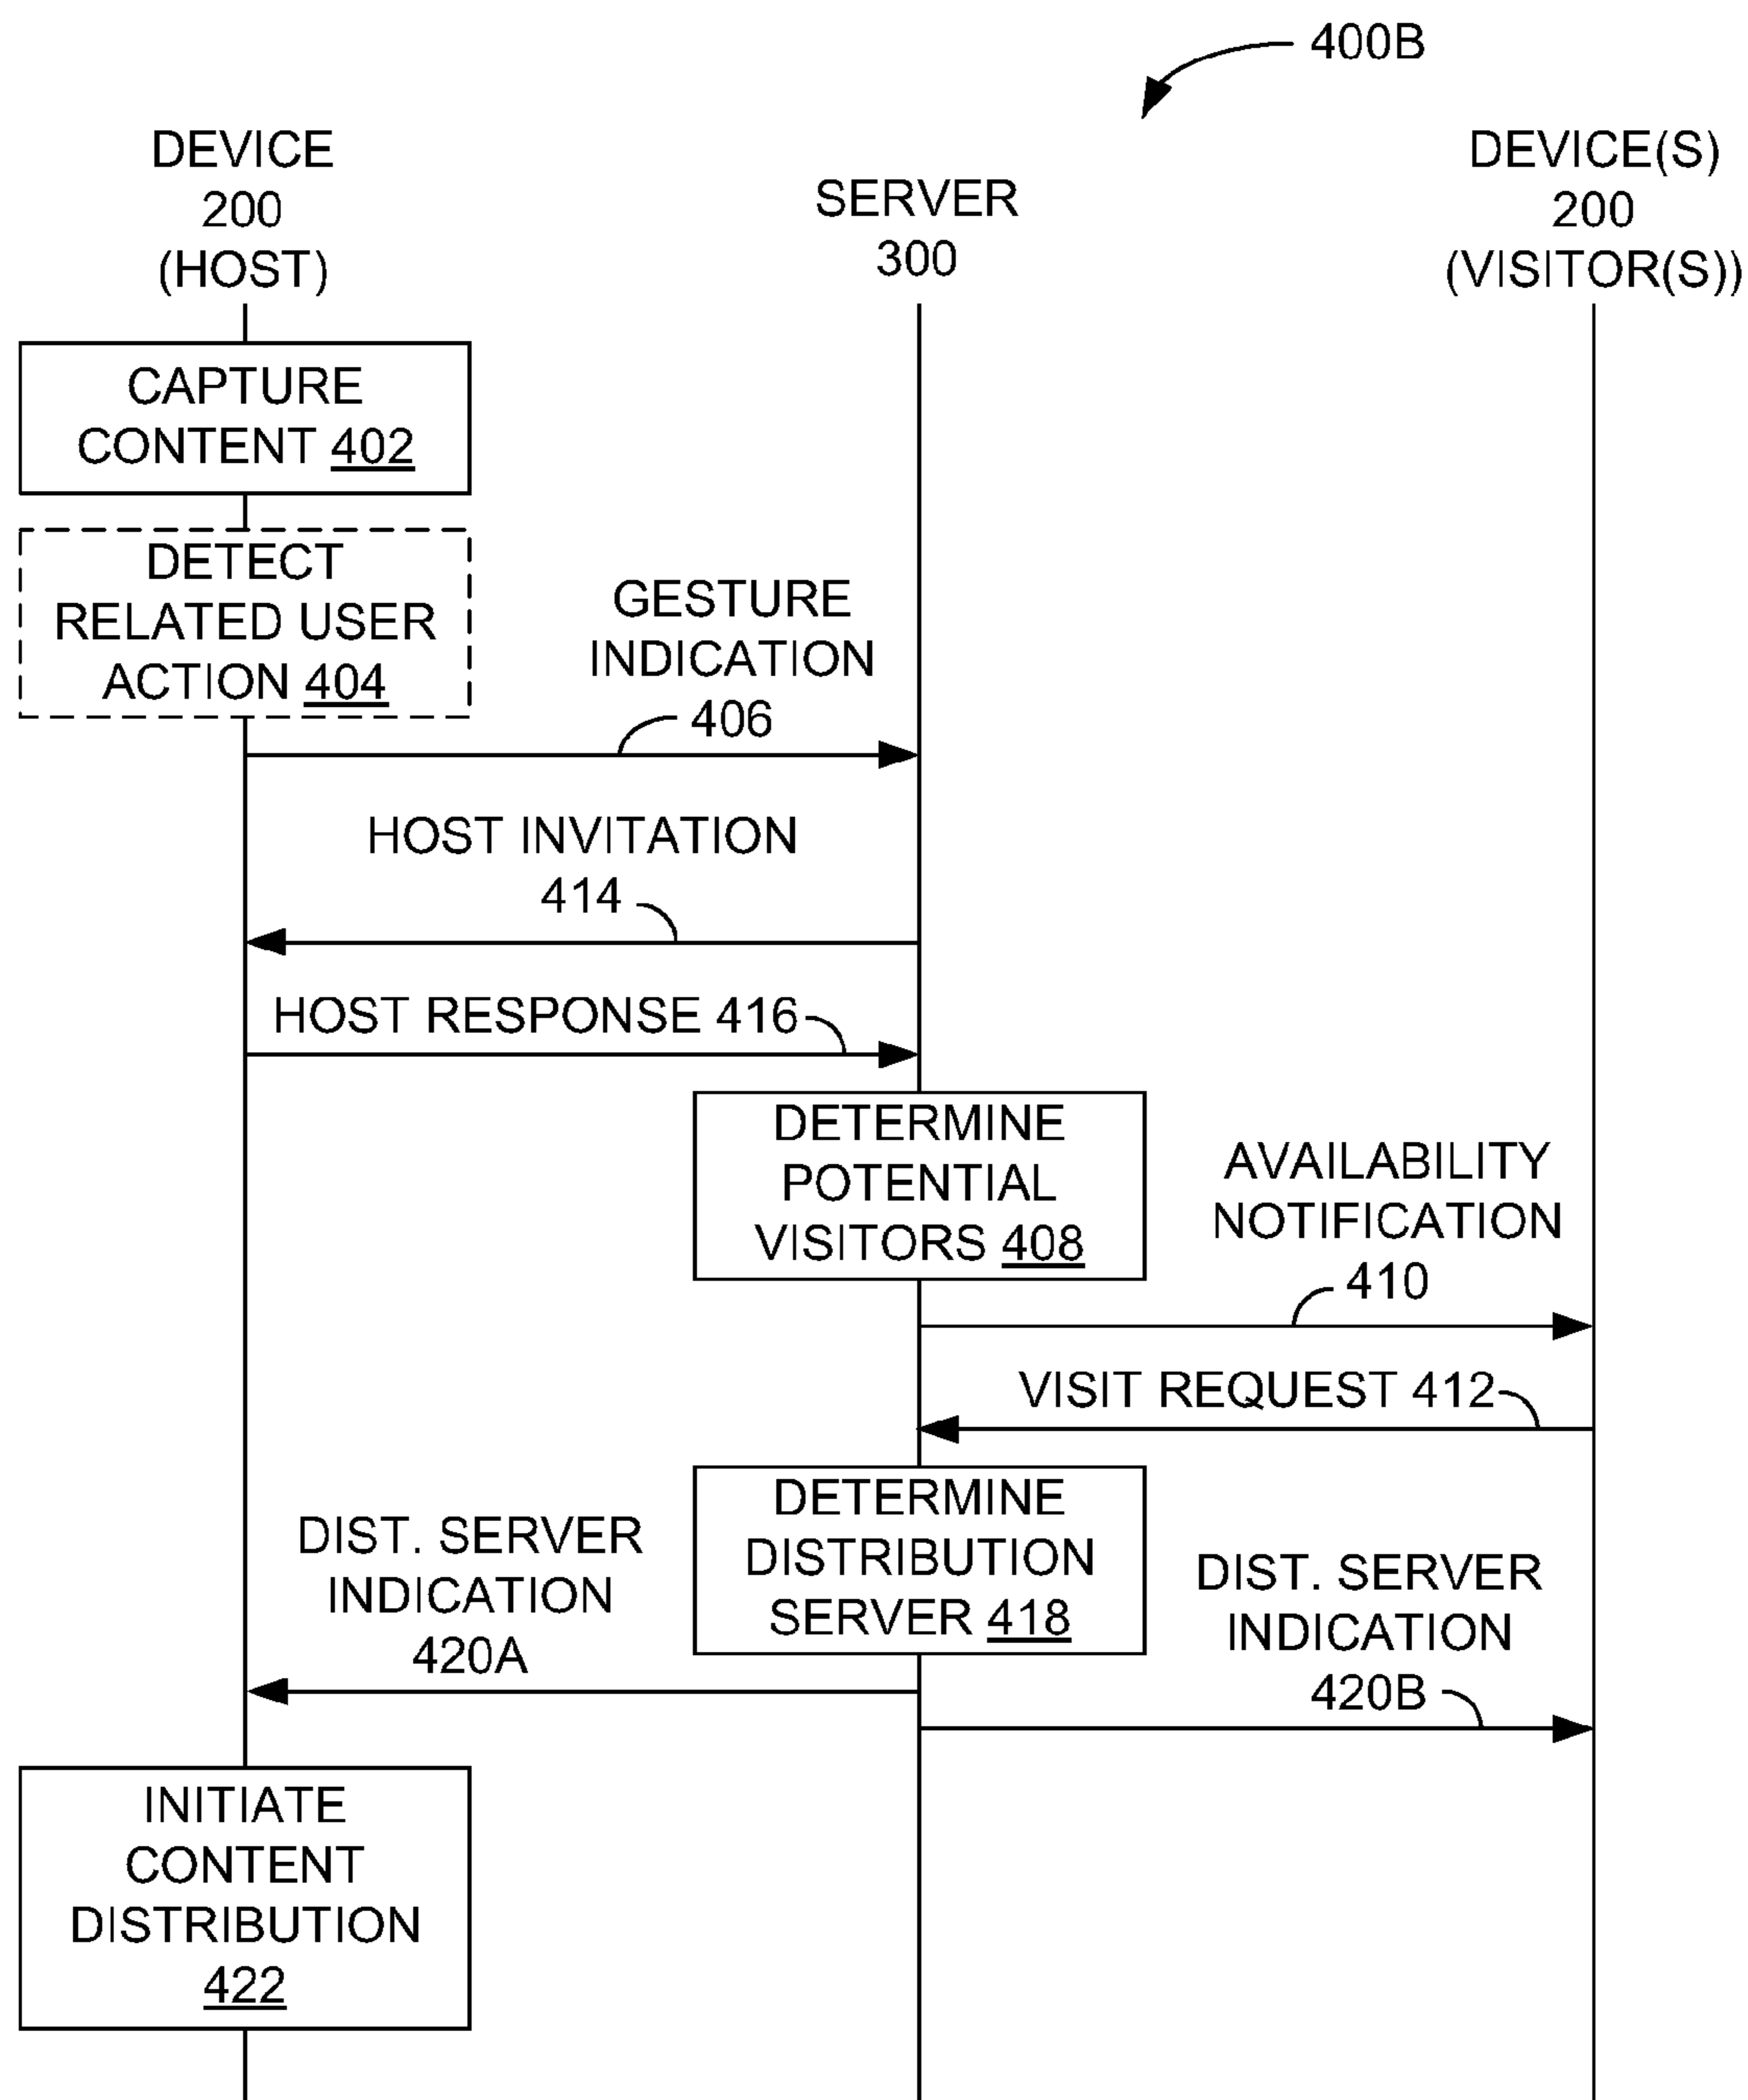 400B
DEVICE
200
(HOST)
SERVER
300
DEVICE(S)
200
(VISITOR(S))
CAPTURE
CONTENT 402
DETECT
RELATED USER
ACTION 404
GESTURE
INDICATION
406
HOST INVITATION
414
HOST RESPONSE 416
DETERMINE
POTENTIAL
VISITORS 408
AVAILABILITY
NOTIFICATION
410
VISIT REQUEST 412
DETERMINE
DISTRIBUTION
SERVER 418
DIST. SERVER
INDICATION
420A
DIST. SERVER
INDICATION
420B
INITIATE
CONTENT
DISTRIBUTION
422